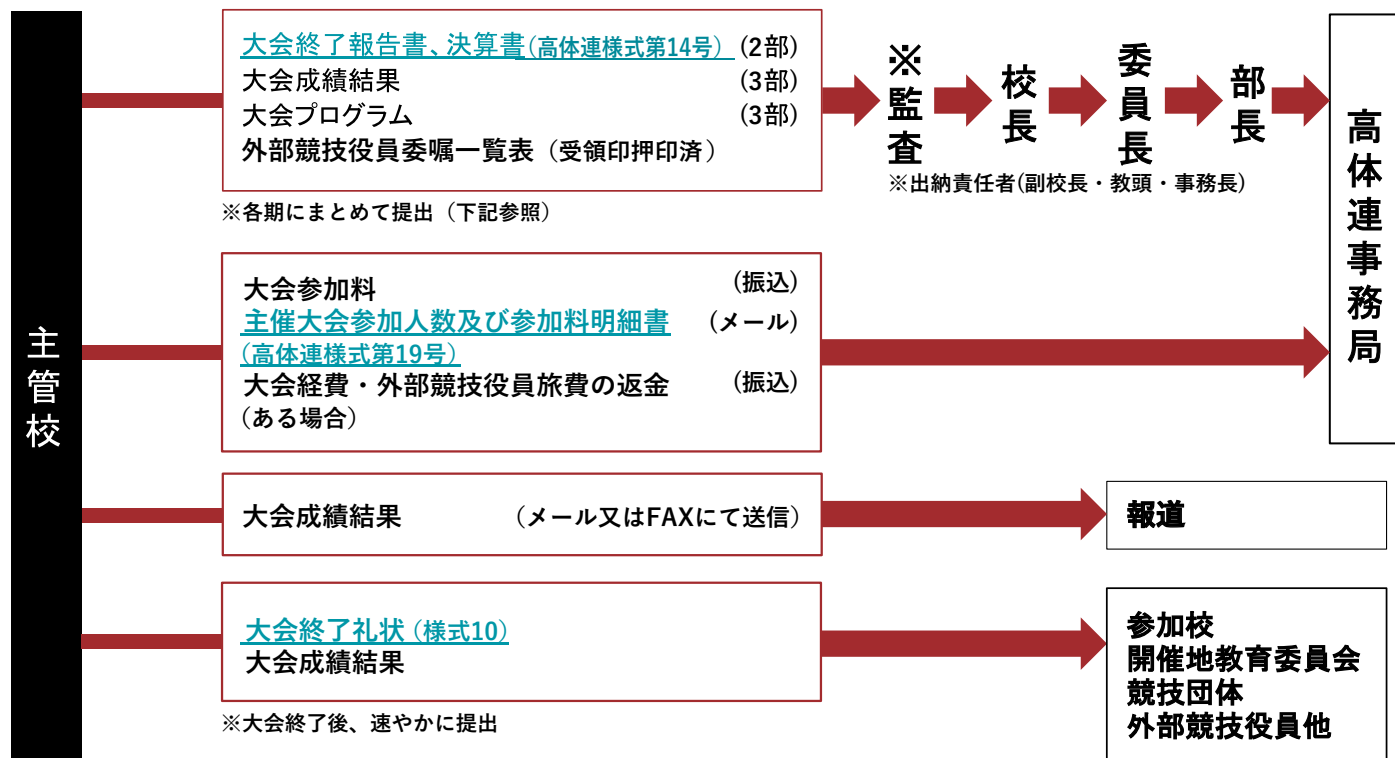 主管校
大会終了報告書、決算書(高体連様式第14号) (2部)
大会成績結果 (3部)
大会プログラム (3部)
外部競技役員委嘱一覧表（受領印押印済）
※各期にまとめて提出（下記参照）
※監査
校長
委員長
部長
※出納責任者(副校長・教頭・事務長)
高体連事務局
大会参加料 (振込)
主催大会参加人数及び参加料明細書 (メール)
(高体連様式第19号)
大会経費・外部競技役員旅費の返金 (振込)
(ある場合)
大会成績結果 （メール又はFAXにて送信）
報道
大会終了礼状 (様式10)
大会成績結果
※大会終了後、速やかに提出
参加校
開催地教育委員会
競技団体
外部競技役員他